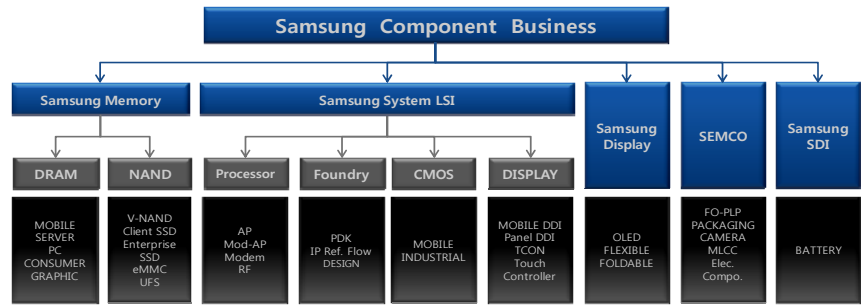 Samsung Component Business
Samsung Memory
Samsung System LSI
Samsung
Display
SEMCO
Samsung
SDI
DRAM
NAND
Processor
Foundry
CMOS
DISPLAY
MOBILE
SERVER
PC
CONSUMER
GRAPHIC
V-NAND
Client SSD
Enterprise
SSD
eMMC
UFS
AP
Mod-AP
Modem
RF
PDK
IP Ref. Flow
DESIGN
MOBILE
INDUSTRIAL
MOBILE DDI
Panel DDI
TCON
Touch
Controller
OLED
FLEXIBLE
FOLDABLE
FO-PLP
PACKAGING
CAMERA
MLCC
Elec.
Compo.
BATTERY